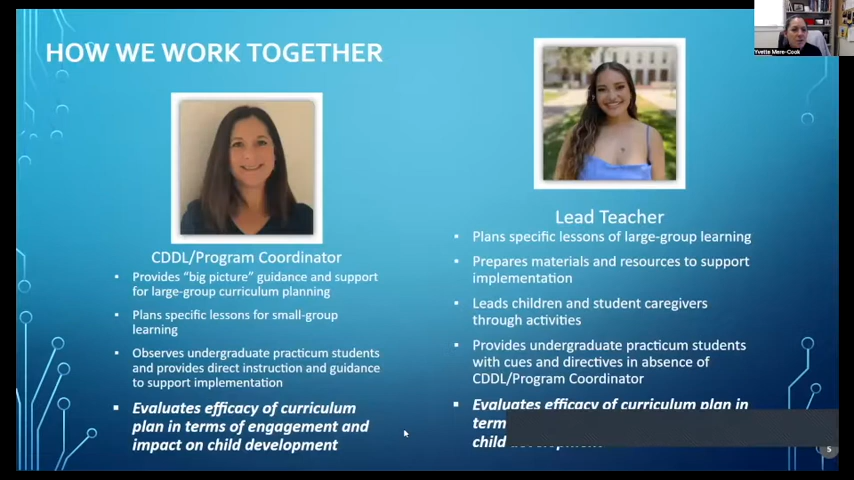 HOW WE WORK TOGETHER
Yvette Mere-Cook
CDDL/Program Coordinator
▪ Provides “big picture” guidance and support
for large-group curriculum planning
▪ Plans specific lessons for small-group
learning
▪ Observes undergraduate practicum students
and provides direct instruction and guidance
to support implementation
▪ Evaluates efficacy of curriculum
plan in terms of engagement and
impact on child development
Lead Teacher
▪ Plans specific lessons of large-group learning
▪ Prepares materials and resources to support
implementation
▪ Leads children and student caregivers
through activities
▪ Provides undergraduate practicum students
with cues and directives in absence of
CDDL/Program Coordinator
▪ Evaluates efficacy of curriculum plan in
term
child
5